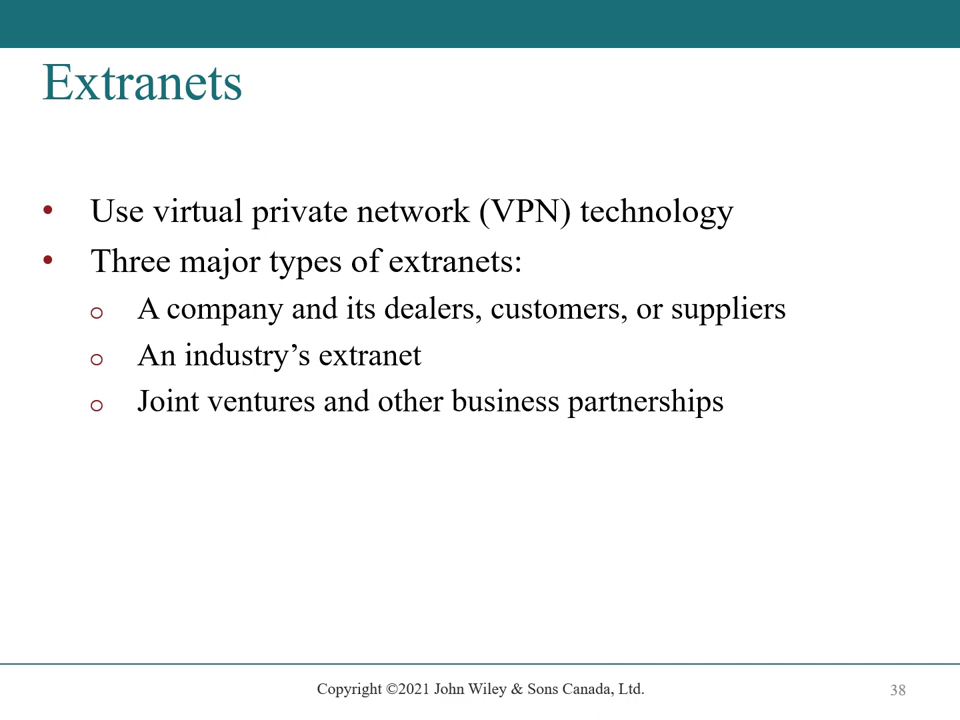 Extranets
• Use virtual private network (VPN) technology
• Three major types of extranets:
o A company and its dealers, customers, or suppliers
o An industry’s extranet
o Joint ventures and other business partnerships
Copyright ©2021 John Wiley & Sons Canada, Ltd.
38